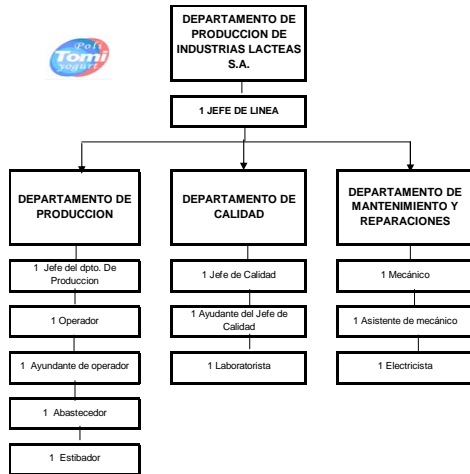 Poli
Tomi
yogurt
DEPARTAMENTO DE
PRODUCCION DE
INDUSTRIAS LACTEAS
S.A.
1 JEFE DE LINEA
DEPARTAMENTO DE
PRODUCCION
1 Jefe del dpto. De
Produccion
1 Operador
1 Ayundante de operador
1 Abastecedor
1 Estibador
DEPARTAMENTO DE
CALIDAD
1 Jefe de Calidad
1 Ayudante del Jefe de
Calidad
1 Laboratorista
DEPARTAMENTO DE
MANTENIMIENTO Y
REPARACIONES
1 Mecánico
1 Asistente de mecánico
1 Electricista